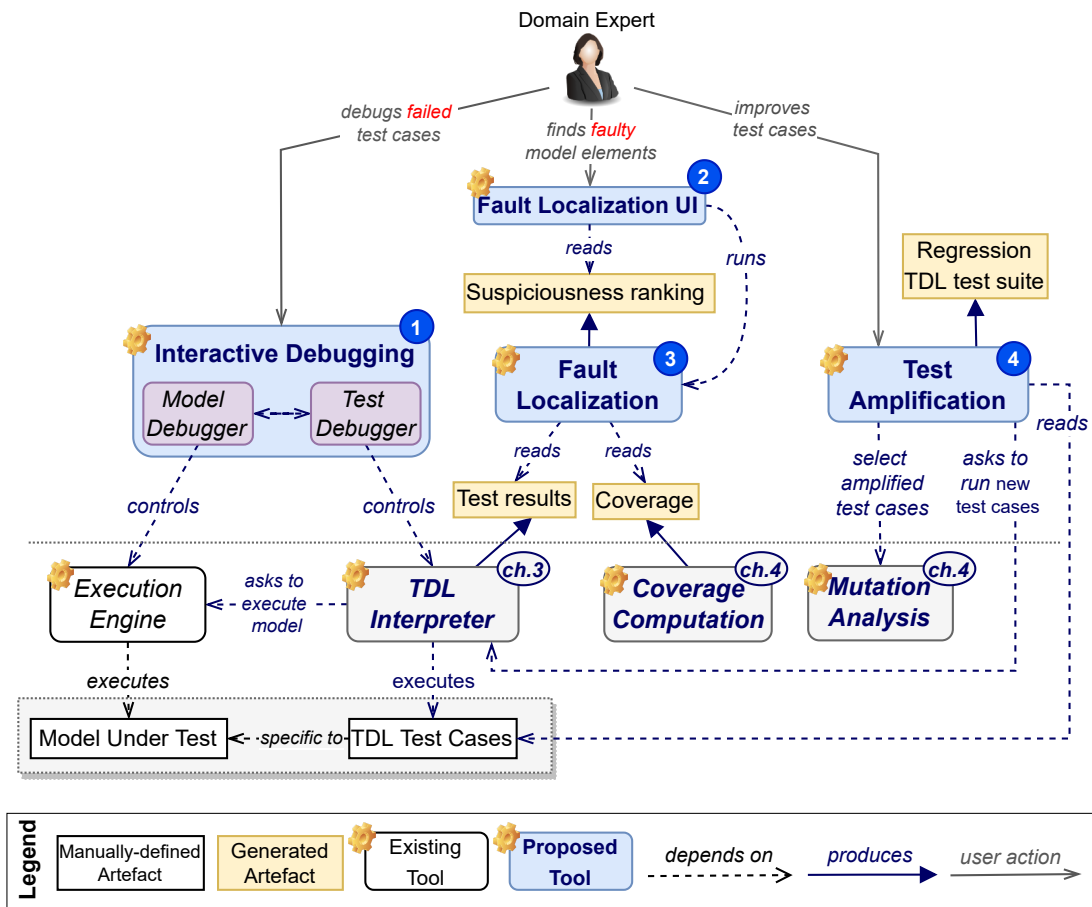 Domain Expert
debugs failed
test cases
finds faulty
model elements
improves
test cases
2
Fault Localization UI
reads
runs
Regression
TDL test suite
Suspiciousness ranking
1
Interactive Debugging
Model
Debugger
Test
Debugger
3
Fault
Localization
4
Test
Amplification
reads
reads
reads
select
amplified
test cases
asks to
run new
test cases
controls
controls
Test results
Coverage
Execution
Engine
asks to
execute
model
ch.3
TDL
Interpreter
ch.4
Coverage
Computation
ch.4
Mutation
Analysis
executes
executes
Model Under Test
specific to
TDL Test Cases
Legend
Manually-defined
Artefact
Generated
Artefact
Existing
Tool
Proposed
Tool
depends on
produces
user action